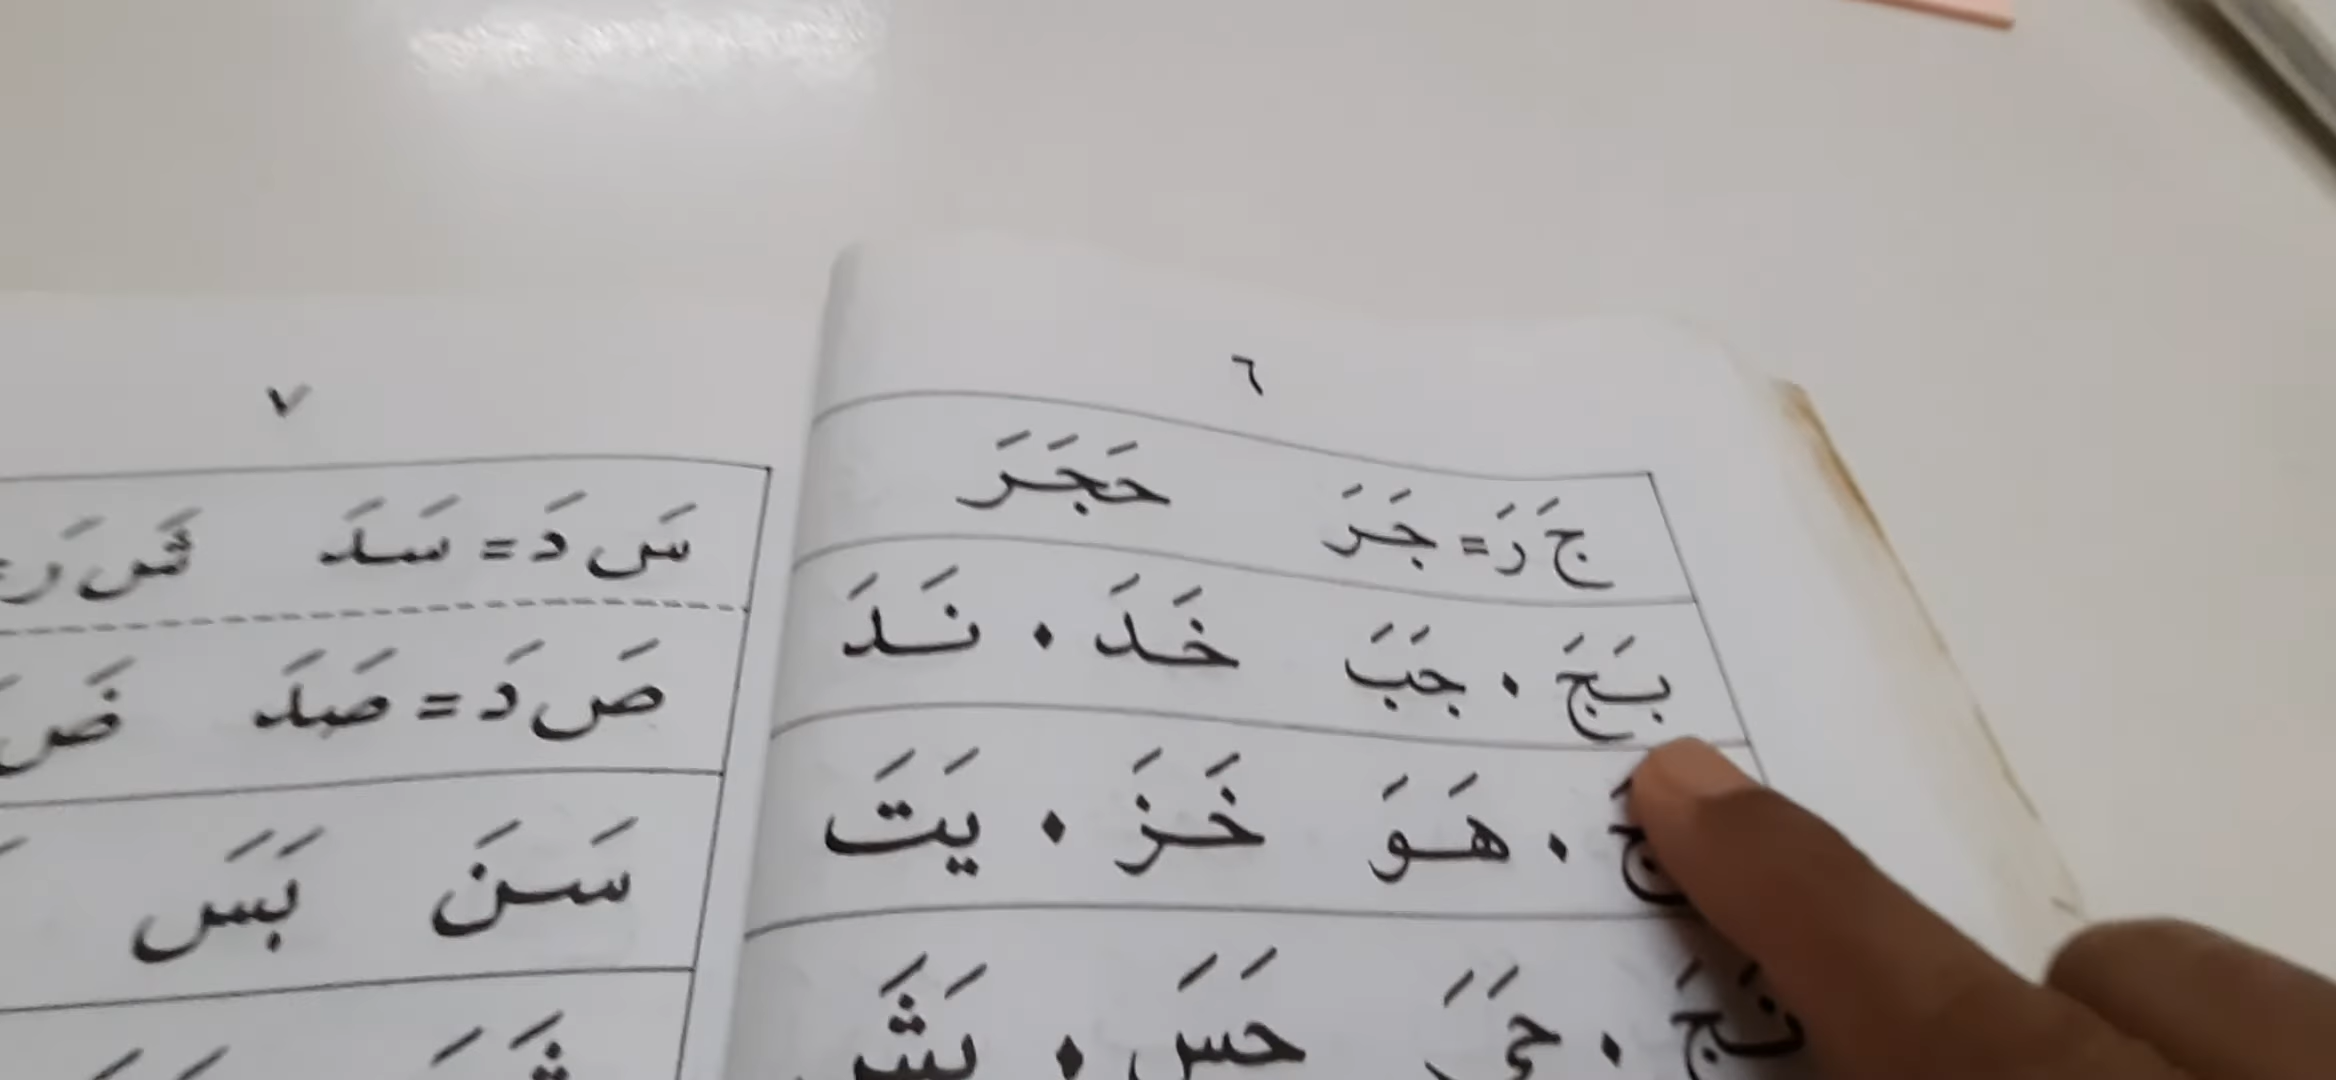 ٦
جَ رَ = جَرَ حَجَرَ
بَجَ · جَبَ خَدَ · نَدَ
هَوَ خَزَ · يَتَ
حَسَ
٧
سَ دَ = سَدَ شَ رَ =
صَ دَ = صَدَ ضَ
سَنَ بَسَ